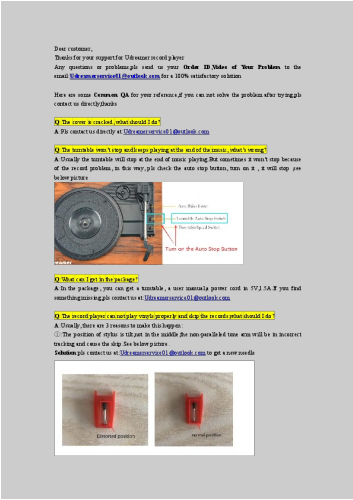 Dear customer,
Thanks for your support for Udreamer record player
Any questions or problems,pls send us your Order ID,Video of Your Problem to the
email:Udreamerservice01@outlook.com for a 100% satisfactory solution
Here are some Common QA for your reference,if you can not solve the problem after trying,pls
contact us directly,thanks
Q: The cover is cracked ,what should I do?
A: Pls contact us directly at Udreamerservice01@outlook.com
Q: The turntable won't stop and keeps playing at the end of the music, what's wrong?
A: Usually the turntable will stop at the end of music playing.But sometimes it won't stop because
of the record problem, in this way, pls check the auto stop button, turn on it , it will stop ,see
below picture
Turntable Auto Stop Switch
Turn on the Auto Stop Button
Q: What can I get in the package?
A: In the package, you can get a turntable, a user manual,a power cord in 5V,1.5A.If you find
something missing,pls contact us at: Udreamerservice01@outlook.com
Q: The record player can not play vinyls properly and skip the records,what should I do?
A: Usually ,there are 3 reasons to make this happen:
①:The position of stylus is tilt,not in the middle,the non-paralleled tone arm will be in incorrect
tracking and cause the skip.See below picture.
Solution:pls contact us at:Udreamerservice01@outlook.com to get a new needle
Distorted position
normal position